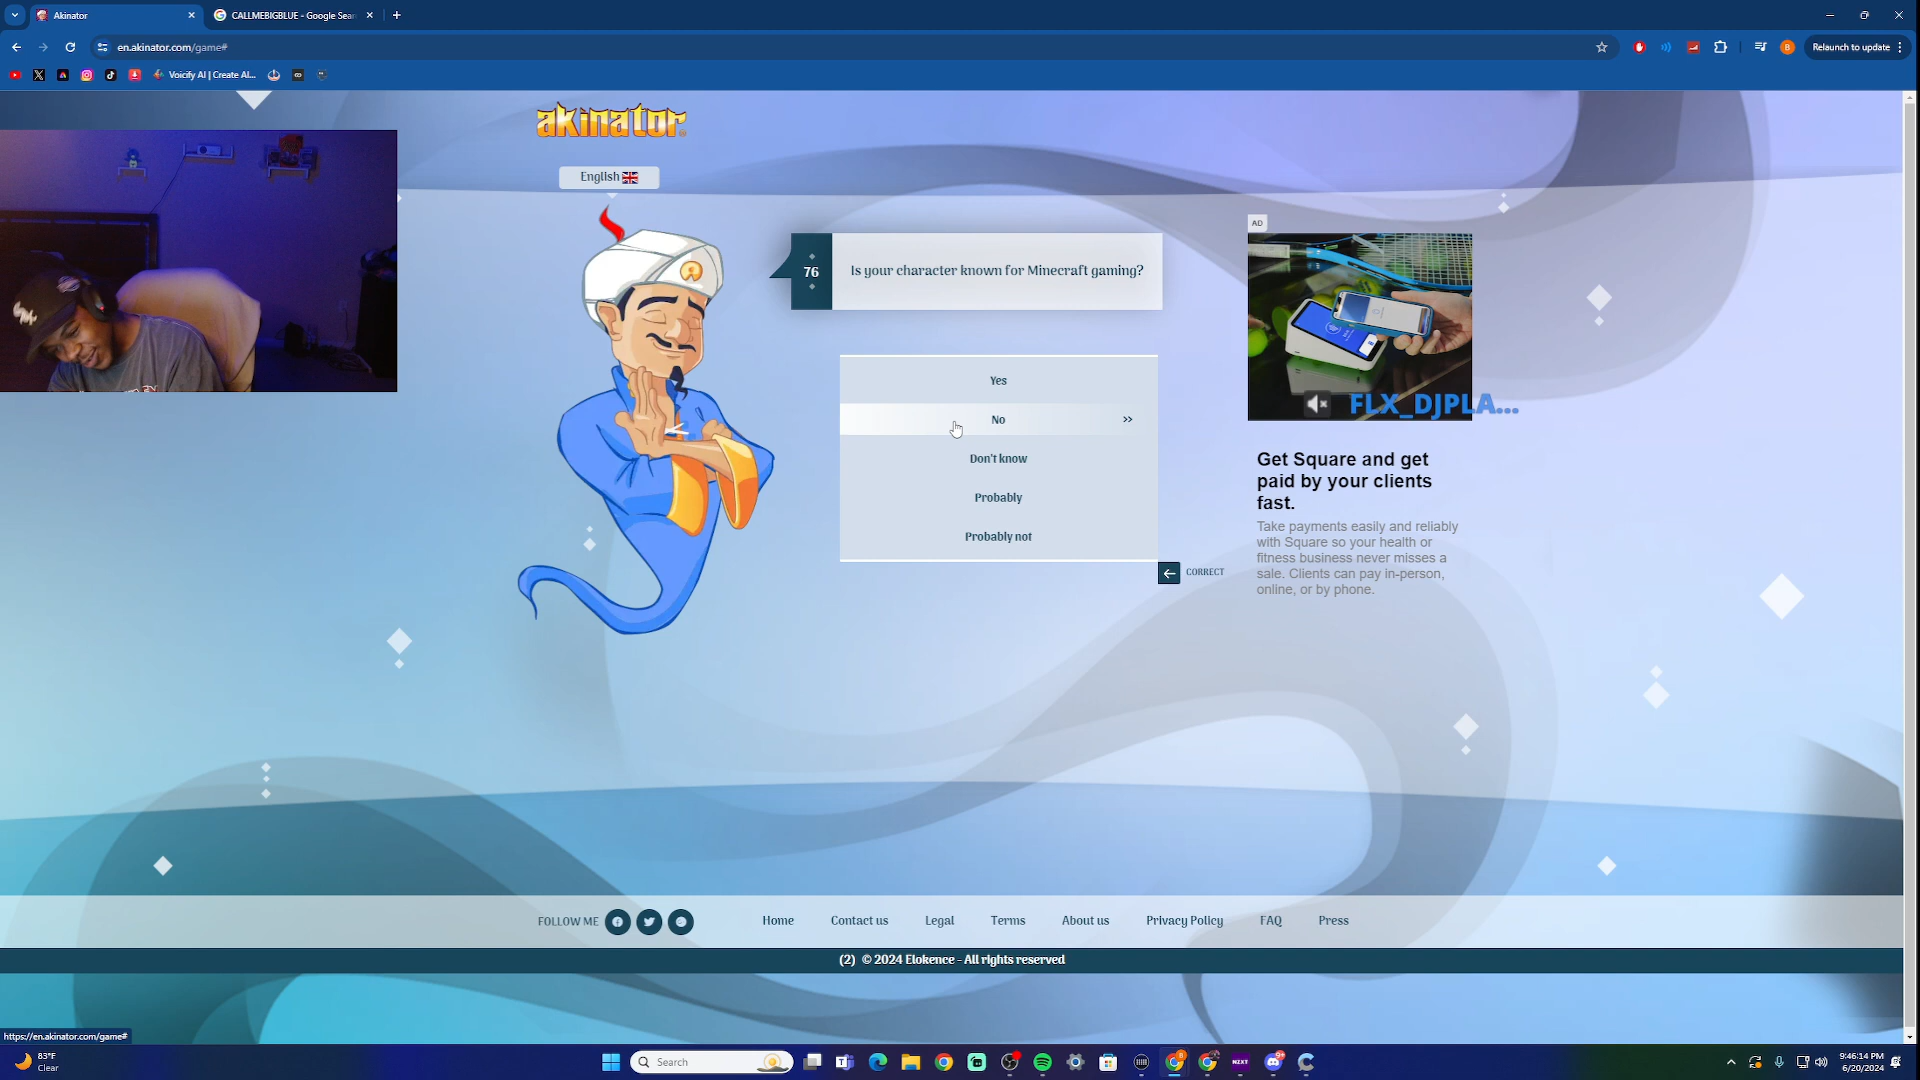 Akinator
CALLMEBIGBLUE - Google Sea
en.akinator.com/game#
Relaunch to update
B
Voicify AI | Create AI...
akinator
English
76
Is your character known for Minecraft gaming?
Yes
No >>
Don't know
Probably
Probably not
CORRECT
AD
FLX_DJPLA...
Get Square and get
paid by your clients
fast.
Take payments easily and reliably
with Square so your health or
fitness business never misses a
sale. Clients can pay in-person,
online, or by phone.
FOLLOW ME
Home Contact us Legal Terms About us Privacy Policy FAQ Press
(2) © 2024 Elokence - All rights reserved
https://en.akinator.com/game#
83°F
Clear
Search
NZXT
9:46:14 PM
6/20/2024